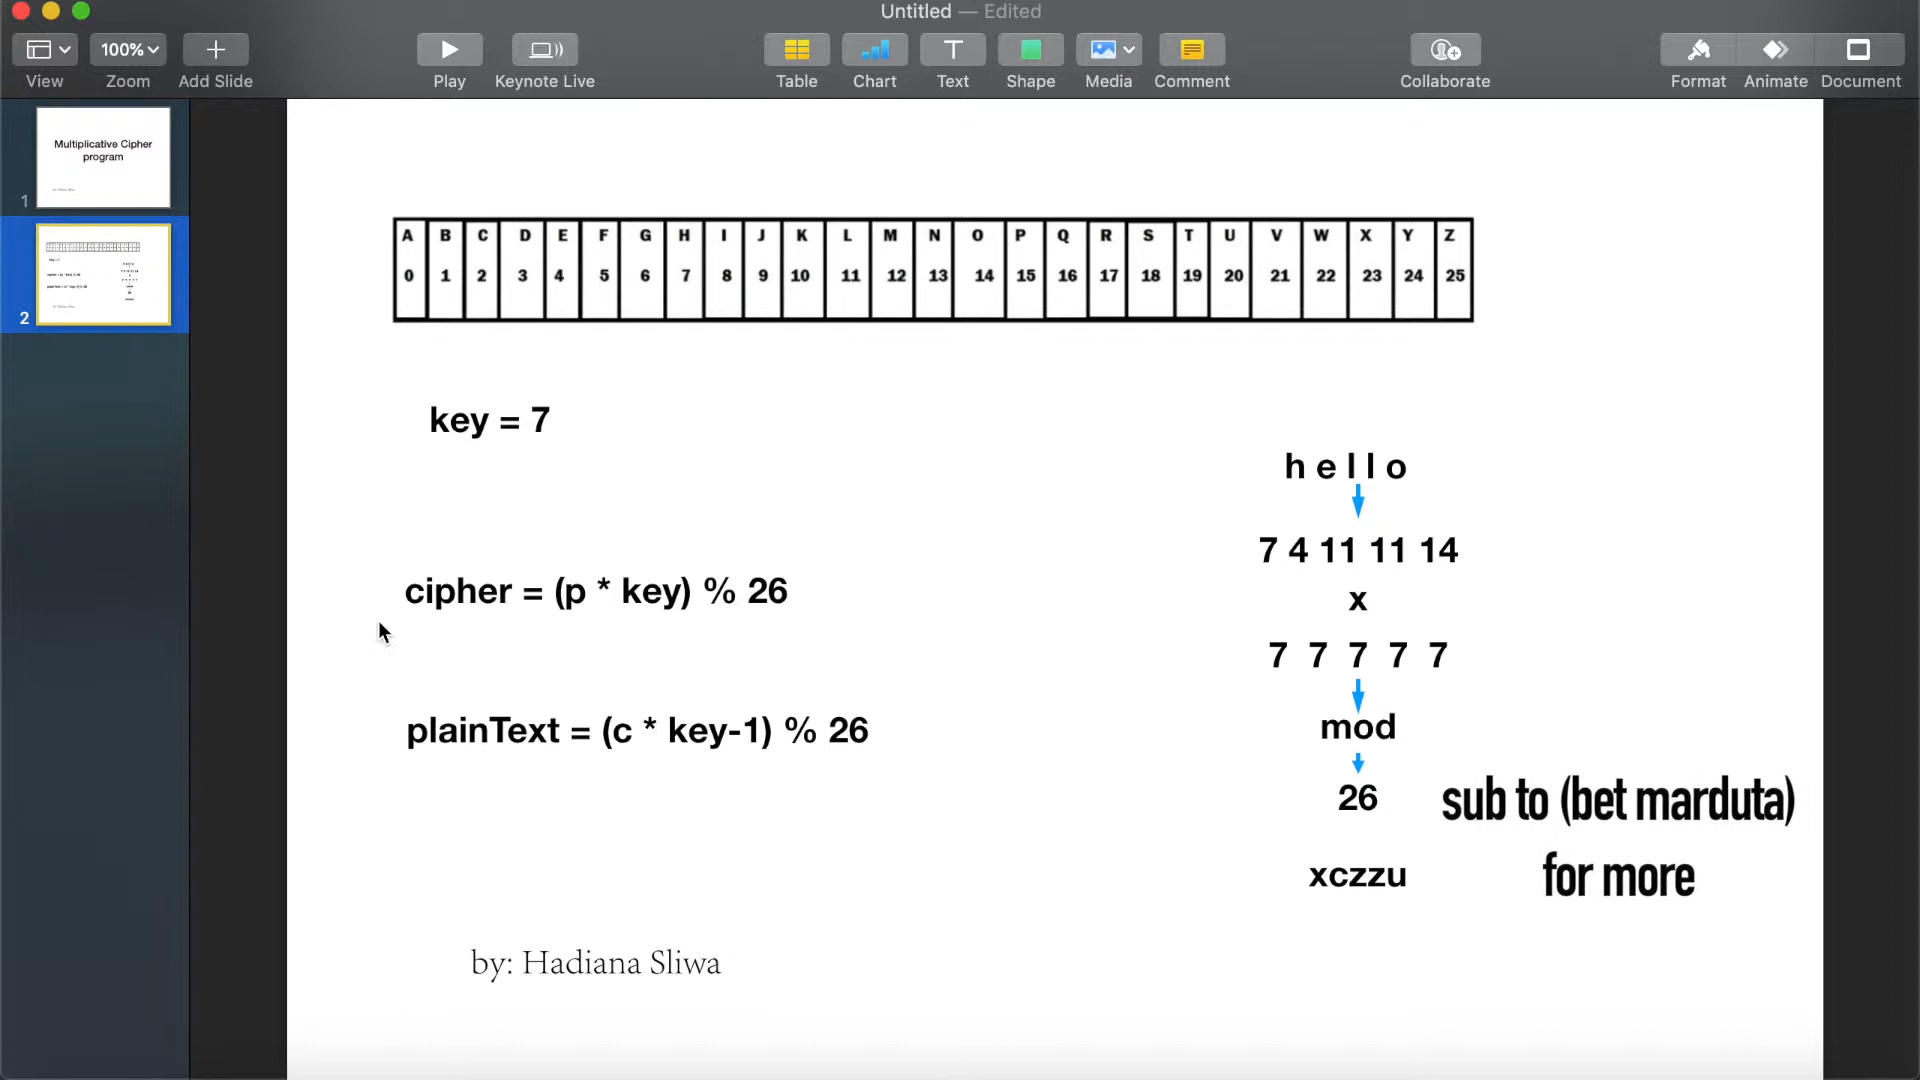 Untitled — Edited
100%
View
Zoom
Add Slide
Play
Keynote Live
Table
Chart
Text
Shape
Media
Comment
Collaborate
Format
Animate
Document
Multiplicative Cipher
program
1
2
A B C D E F G H I J K L M N O P Q R S T U V W X Y Z
0 1 2 3 4 5 6 7 8 9 10 11 12 13 14 15 16 17 18 19 20 21 22 23 24 25
key = 7
h e l l o
7 4 11 11 14
cipher = (p * key) % 26
x
7 7 7 7 7
plainText = (c * key-1) % 26
mod
26
sub to (bet marduta)
for more
xczzu
by: Hadiana Sliwa